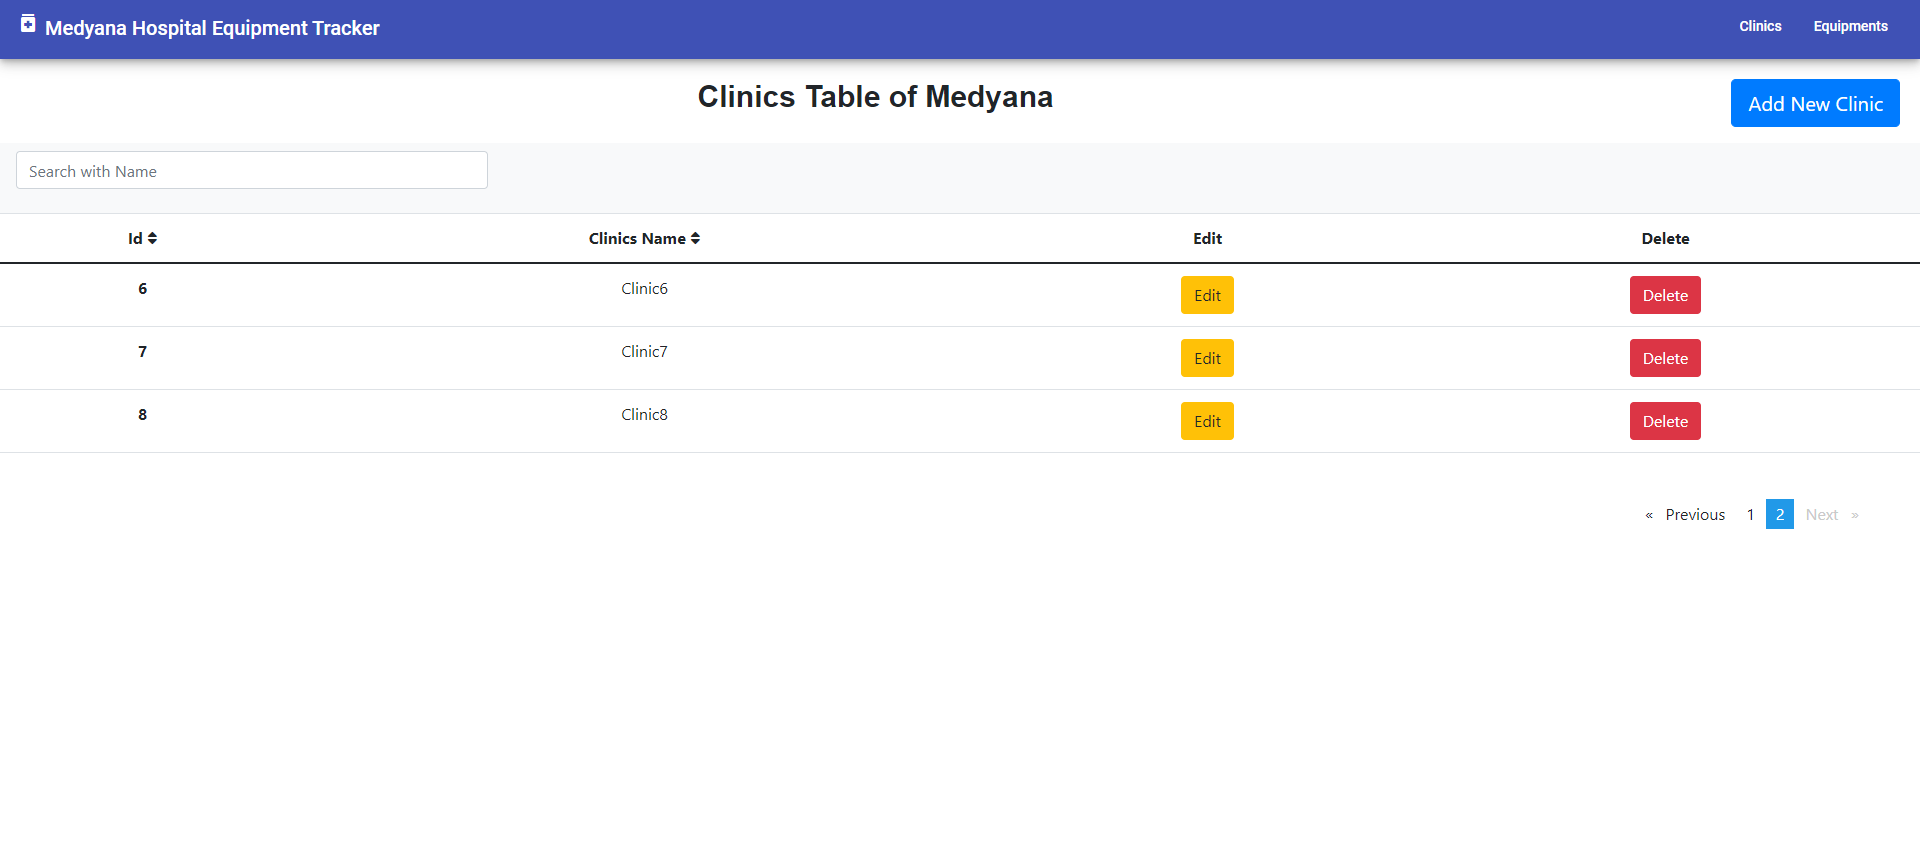 Medyana Hospital Equipment Tracker Clinics Equipments
Clinics Table of Medyana Add New Clinic
Search with Name
Id Clinics Name Edit Delete
6 Clinic6 Edit Delete
7 Clinic7 Edit Delete
8 Clinic8 Edit Delete
« Previous 1 2 Next »